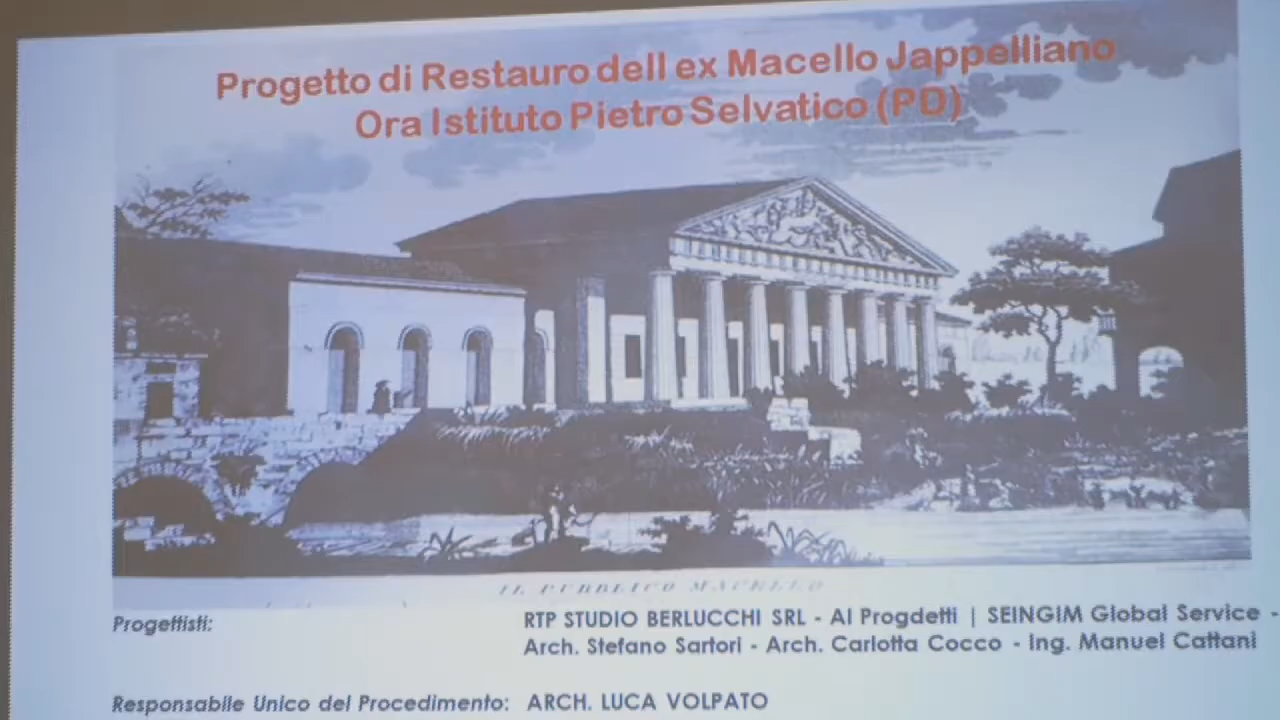 Progetto di Restauro dell ex Macello Jappelliano
Ora Istituto Pietro Selvatico (PD)
IL PUBBLICO MACELLO
Progettisti:
RTP STUDIO BERLUCCHI SRL - AI Progdetti | SEINGIM Global Service -
Arch. Stefano Sartori - Arch. Carlotta Cocco - Ing. Manuel Cattani
Responsabile Unico del Procedimento: ARCH. LUCA VOLPATO